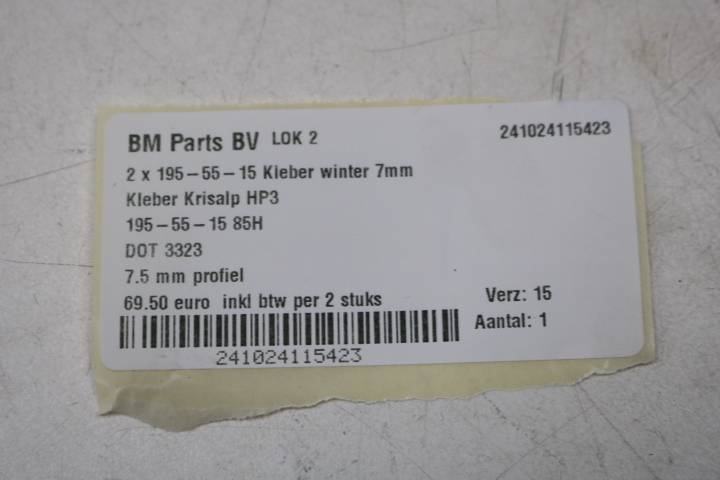 BM Parts BV LOK 2 241024115423
2 x 195-55-15 Kleber winter 7mm
Kleber Krisalp HP3
195-55-15 85H
DOT 3323
7.5 mm profiel
69.50 euro inkl btw per 2 stuks Verz: 15
Aantal: 1
241024115423